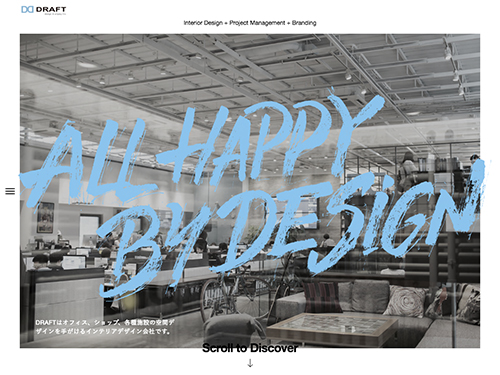 DRAFT
Interior Design + Project Management + Branding
ALL HAPPY
BY DESIGN
DRAFTはオフィス、ショップ、各種施設の空間デ
ザインを手がけるインテリアデザイン会社です。
Scroll to Discover